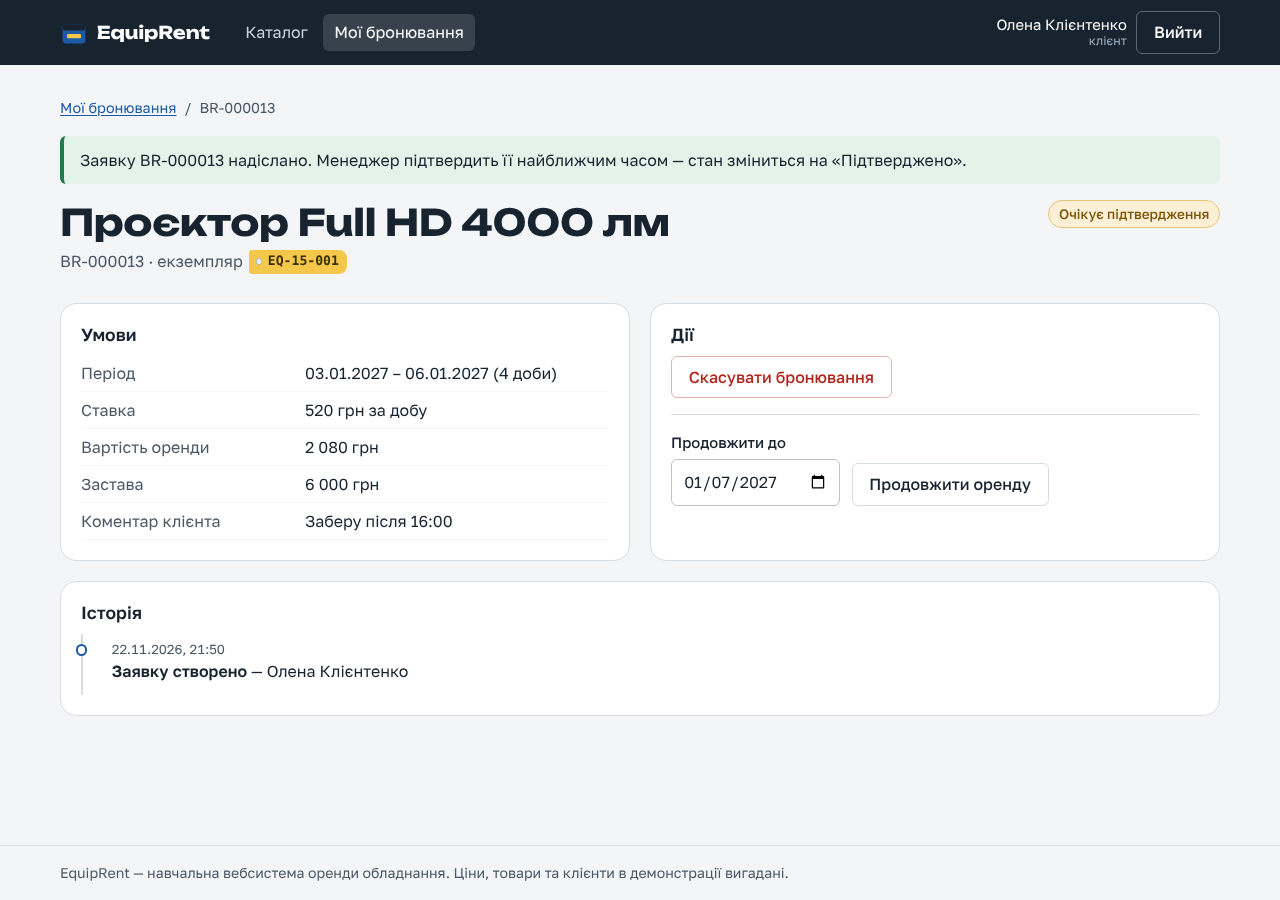 EquipRent
Каталог
Мої бронювання
Олена Клієнтенко
клієнт
Вийти
Мої бронювання / BR-000013
Заявку BR-000013 надіслано. Менеджер підтвердить її найближчим часом — стан зміниться на «Підтверджено».
Проєктор Full HD 4000 лм
Очікує підтвердження
BR-000013 · екземпляр EQ-15-001
Умови
Період 03.01.2027 – 06.01.2027 (4 доби)
Ставка 520 грн за добу
Вартість оренди 2 080 грн
Застава 6 000 грн
Коментар клієнта Заберу після 16:00
Дії
Скасувати бронювання
Продовжити до
01/07/2027
Продовжити оренду
Історія
22.11.2026, 21:50
Заявку створено — Олена Клієнтенко
EquipRent — навчальна вебсистема оренди обладнання. Ціни, товари та клієнти в демонстрації вигадані.